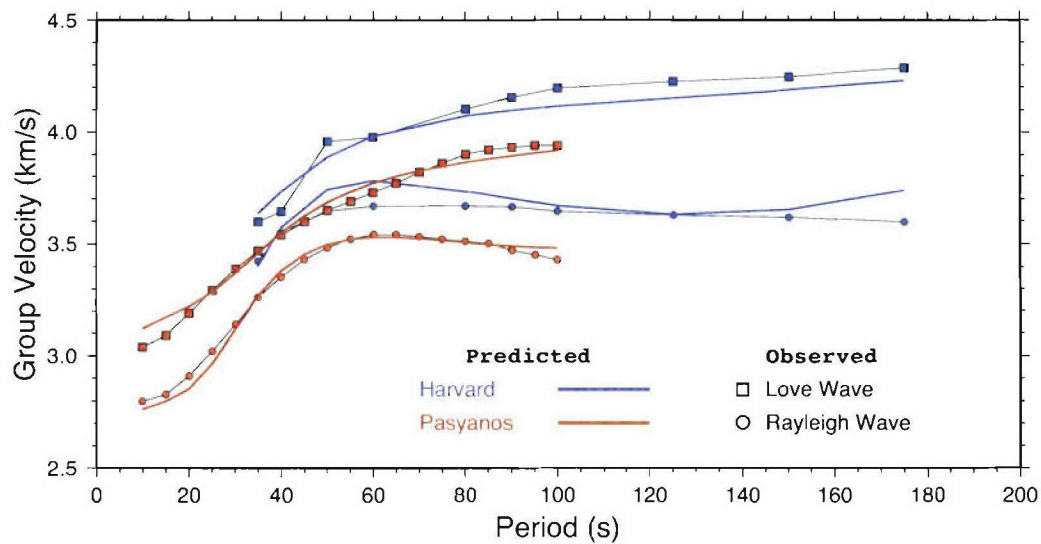 4.5
4.0
3.5
3.0
2.5
Group Velocity (km/s)
Predicted Observed
Harvard Love Wave
Pasyanos Rayleigh Wave
0 20 40 60 80 100 120 140 160 180 200
Period (s)